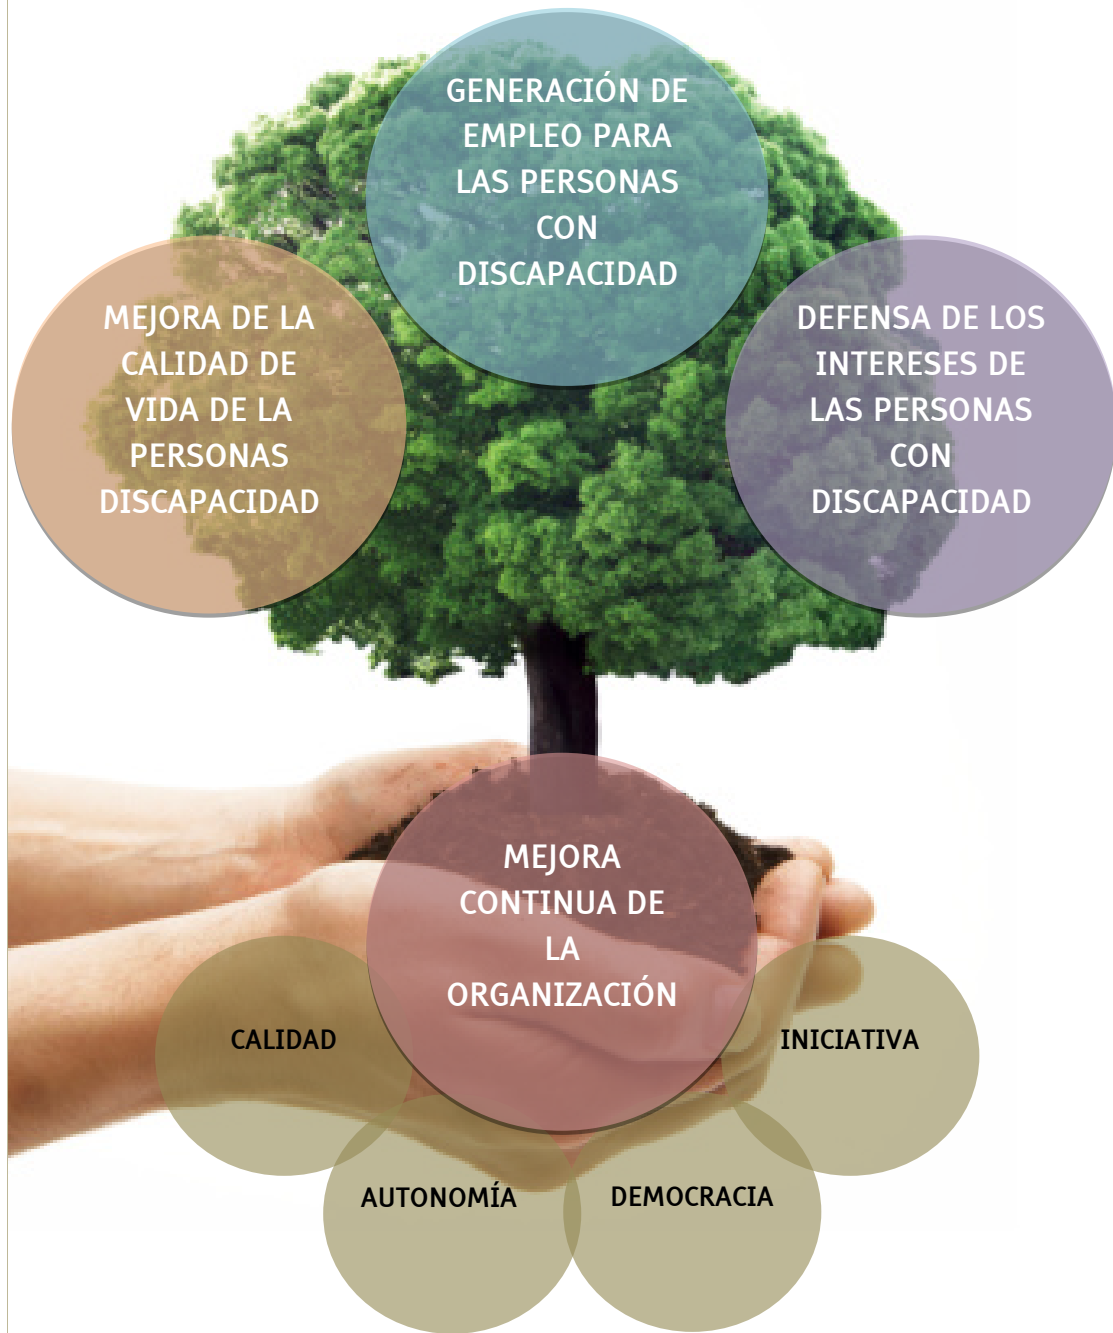 GENERACIÓN DE
EMPLEO PARA
LAS PERSONAS
CON
DISCAPACIDAD
MEJORA DE LA
CALIDAD DE
VIDA DE LA
PERSONAS
DISCAPACIDAD
DEFENSA DE LOS
INTERESES DE
LAS PERSONAS
CON
DISCAPACIDAD
MEJORA
CONTINUA DE
LA
ORGANIZACIÓN
CALIDAD
INICIATIVA
AUTONOMÍA
DEMOCRACIA